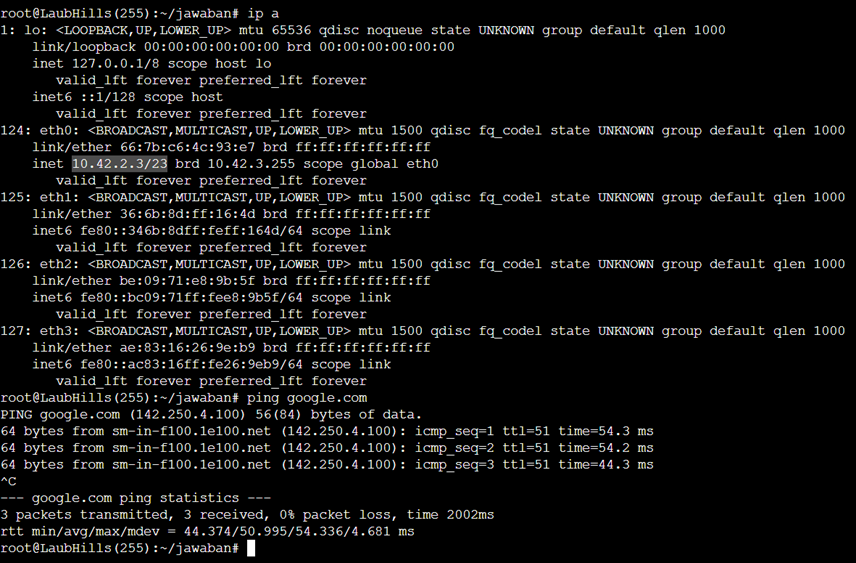 root@LaubHills(255):~/jawaban# ip a
1: lo: <LOOPBACK,UP,LOWER_UP> mtu 65536 qdisc noqueue state UNKNOWN group default qlen 1000
    link/loopback 00:00:00:00:00:00 brd 00:00:00:00:00:00
    inet 127.0.0.1/8 scope host lo
       valid_lft forever preferred_lft forever
    inet6 ::1/128 scope host
       valid_lft forever preferred_lft forever
124: eth0: <BROADCAST,MULTICAST,UP,LOWER_UP> mtu 1500 qdisc fq_codel state UNKNOWN group default qlen 1000
    link/ether 66:7b:c6:4c:93:e7 brd ff:ff:ff:ff:ff:ff
    inet 10.42.2.3/23 brd 10.42.3.255 scope global eth0
       valid_lft forever preferred_lft forever
125: eth1: <BROADCAST,MULTICAST,UP,LOWER_UP> mtu 1500 qdisc fq_codel state UNKNOWN group default qlen 1000
    link/ether 36:6b:8d:ff:16:4d brd ff:ff:ff:ff:ff:ff
    inet6 fe80::346b:8dff:feff:164d/64 scope link
       valid_lft forever preferred_lft forever
126: eth2: <BROADCAST,MULTICAST,UP,LOWER_UP> mtu 1500 qdisc fq_codel state UNKNOWN group default qlen 1000
    link/ether be:09:71:e8:9b:5f brd ff:ff:ff:ff:ff:ff
    inet6 fe80::bc09:71ff:fee8:9b5f/64 scope link
       valid_lft forever preferred_lft forever
127: eth3: <BROADCAST,MULTICAST,UP,LOWER_UP> mtu 1500 qdisc fq_codel state UNKNOWN group default qlen 1000
    link/ether ae:83:16:26:9e:b9 brd ff:ff:ff:ff:ff:ff
    inet6 fe80::ac83:16ff:fe26:9eb9/64 scope link
       valid_lft forever preferred_lft forever
root@LaubHills(255):~/jawaban# ping google.com
PING google.com (142.250.4.100) 56(84) bytes of data.
64 bytes from sm-in-f100.1e100.net (142.250.4.100): icmp_seq=1 ttl=51 time=54.3 ms
64 bytes from sm-in-f100.1e100.net (142.250.4.100): icmp_seq=2 ttl=51 time=54.2 ms
64 bytes from sm-in-f100.1e100.net (142.250.4.100): icmp_seq=3 ttl=51 time=44.3 ms
^C
--- google.com ping statistics ---
3 packets transmitted, 3 received, 0% packet loss, time 2002ms
rtt min/avg/max/mdev = 44.374/50.995/54.336/4.681 ms
root@LaubHills(255):~/jawaban#